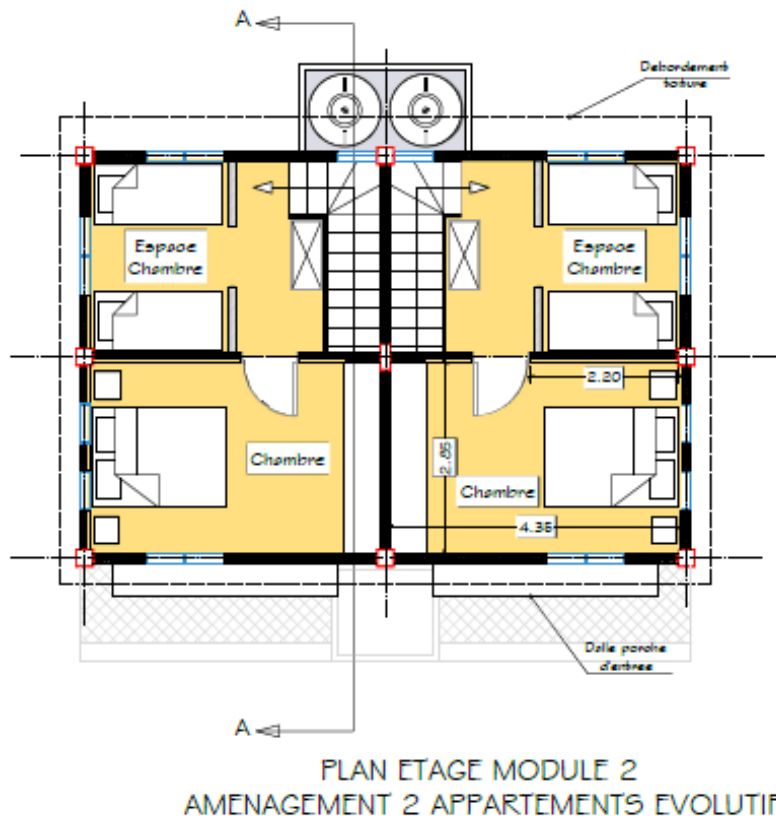 A
Debordement
toiture
Espace
Chambre
Espace
Chambre
2.20
Chambre
2.85
Chambre
4.35
Dalle porche
d'entree
A
PLAN ETAGE MODULE 2
AMENAGEMENT 2 APPARTEMENTS EVOLUTIF